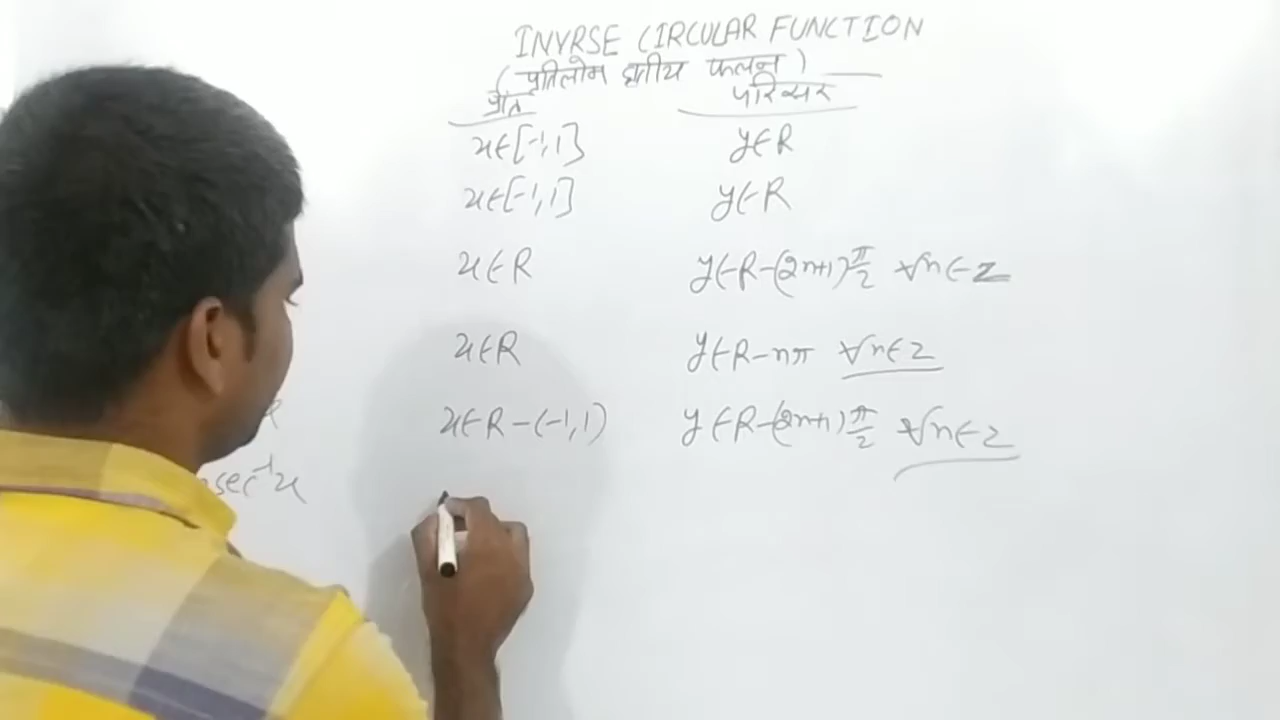 INVRSE CIRCULAR FUNCTION
(प्रतिलोम वृत्तीय फलन)
प्रांत परिसर
x∈[-1,1] y∈R
x∈[-1,1] y∈R
x∈R y∈R-(2n+1)π/2 ∀n∈Z
x∈R y∈R-nπ ∀n∈Z
x∈R-(-1,1) y∈R-(2n+1)π/2 ∀n∈Z
sec⁻¹x